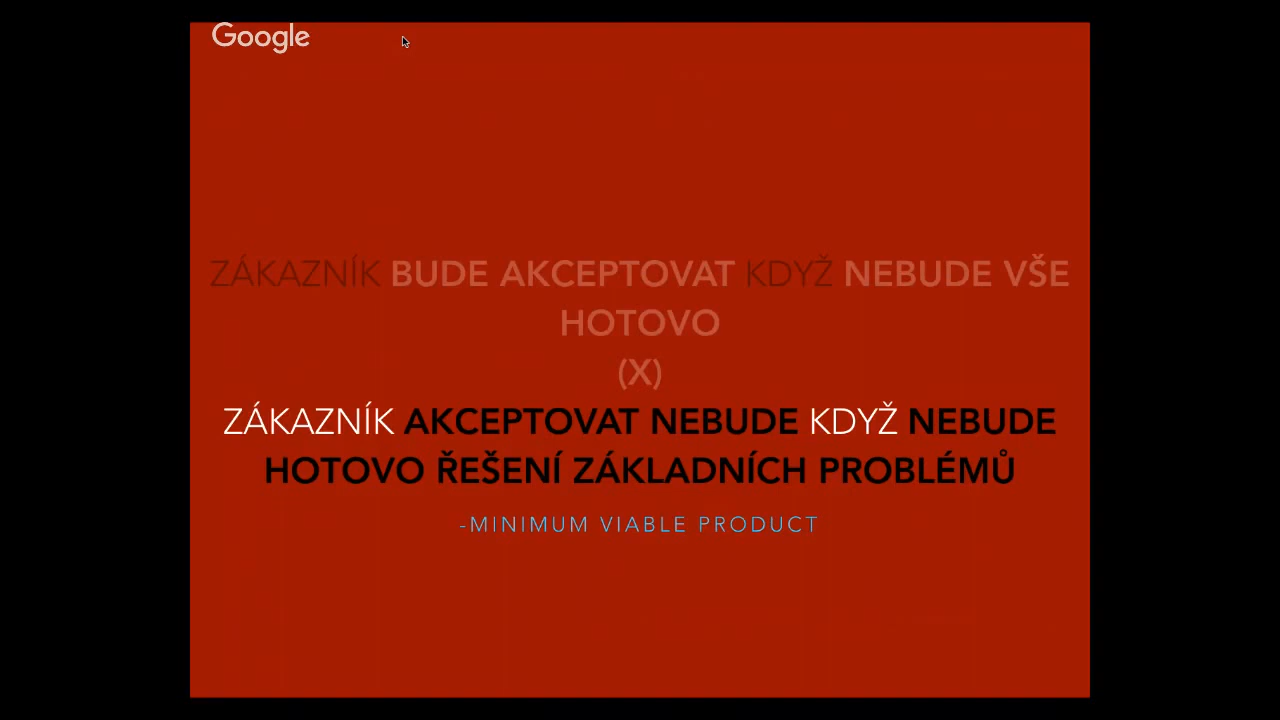 Google
ZÁKAZNÍK BUDE AKCEPTOVAT KDYŽ NEBUDE VŠE
HOTOVO
(X)
ZÁKAZNÍK AKCEPTOVAT NEBUDE KDYŽ NEBUDE
HOTOVO ŘEŠENÍ ZÁKLADNÍCH PROBLÉMŮ
-MINIMUM VIABLE PRODUCT